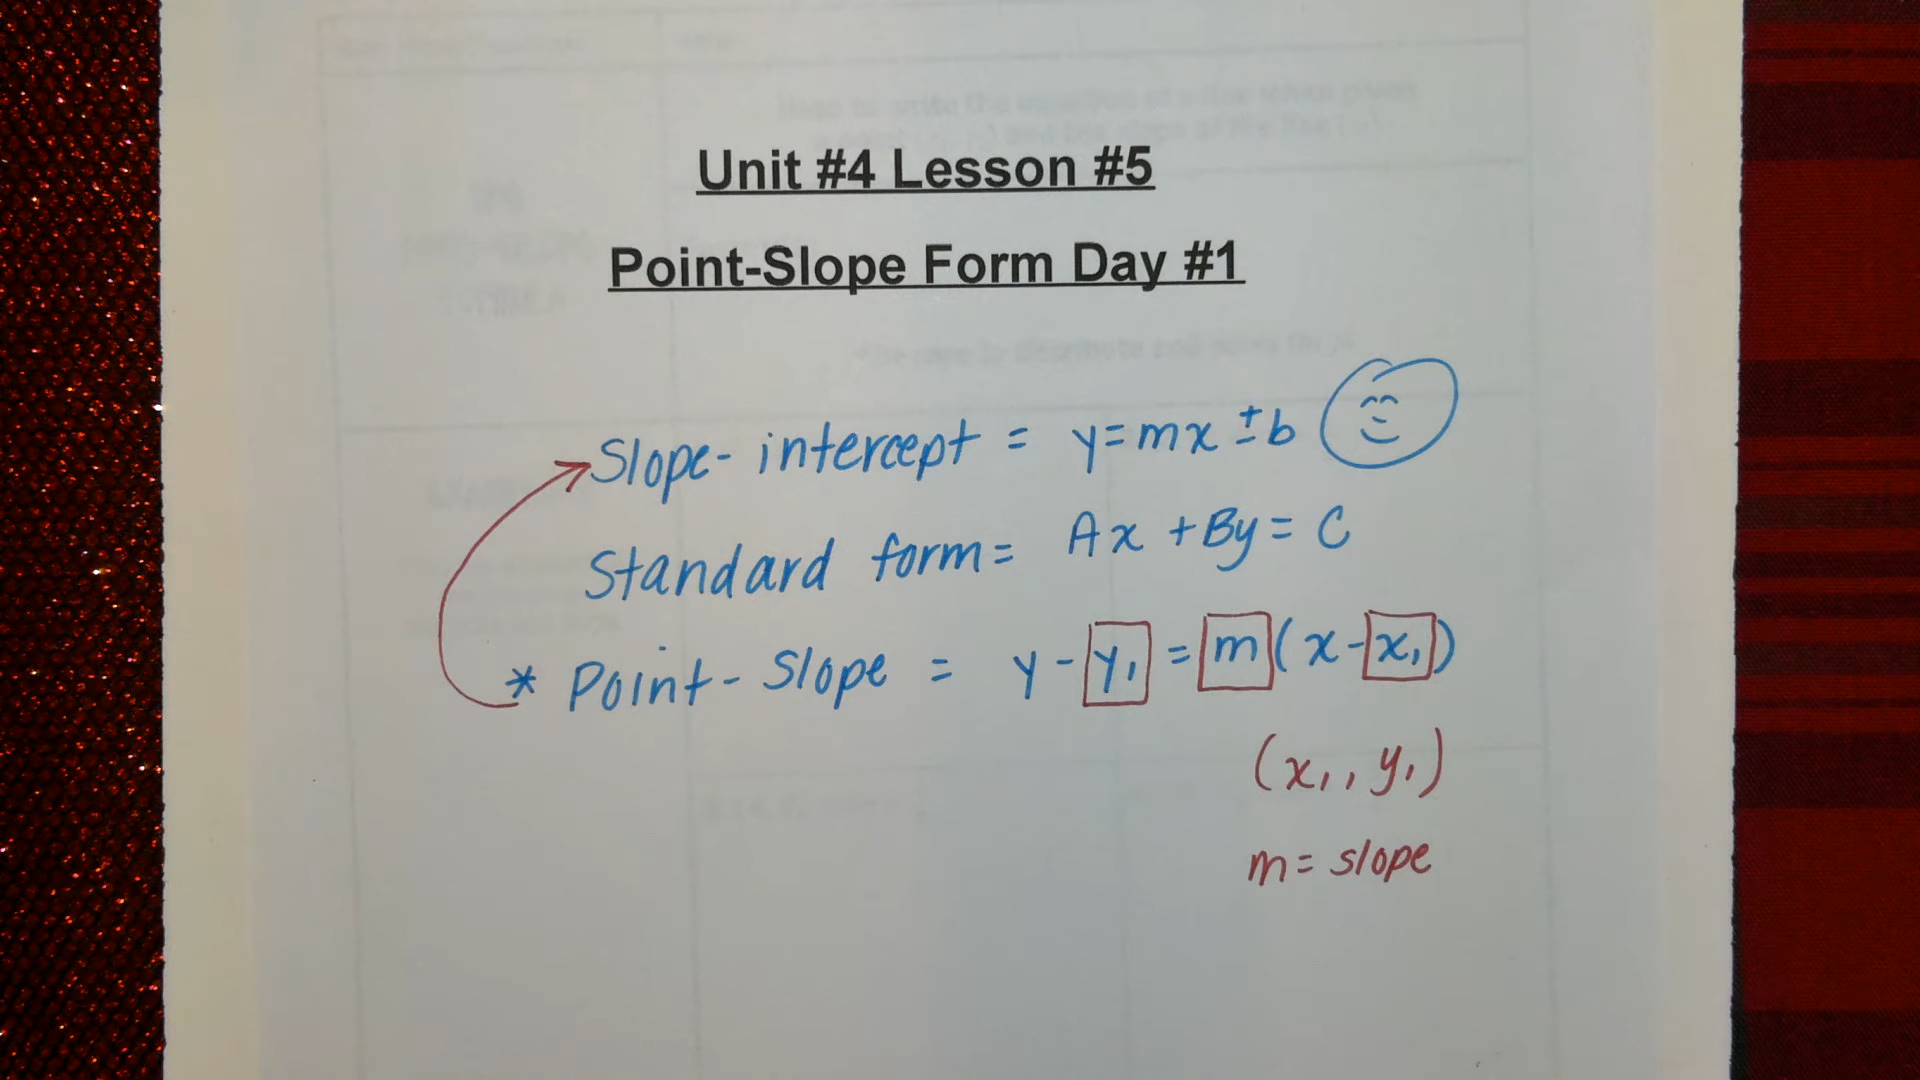 Unit #4 Lesson #5
Point-Slope Form Day #1
Slope-intercept = y=mx ±b
Standard form= Ax +By= C
* Point-Slope = y-y₁ = m(x-x₁)
(x₁, y₁)
m= slope